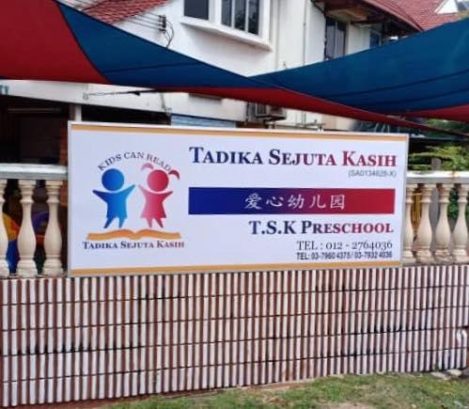 KIDS CAN READ
TADIKA SEJUTA KASIH
TADIKA SEJUTA KASIH
(SA0134628-X)
爱心幼儿园
T.S.K PRESCHOOL
TEL : 012 - 2764036
TEL: 03-7960 4375 / 03-7932 4036